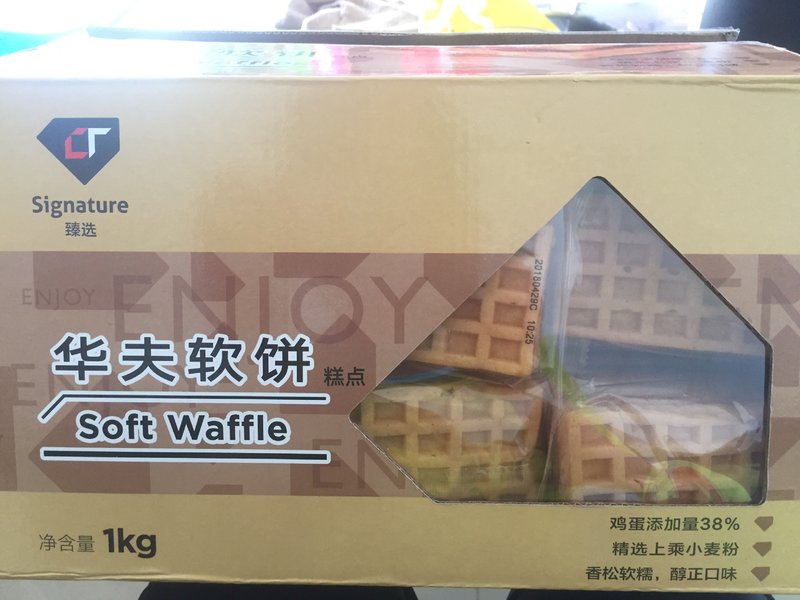 CT
Signature
臻选
ENJOY
ENJOY
华夫软饼 糕点
Soft Waffle
20180429C 10:25
净含量 1kg
鸡蛋添加量38%
精选上乘小麦粉
香松软糯，醇正口味